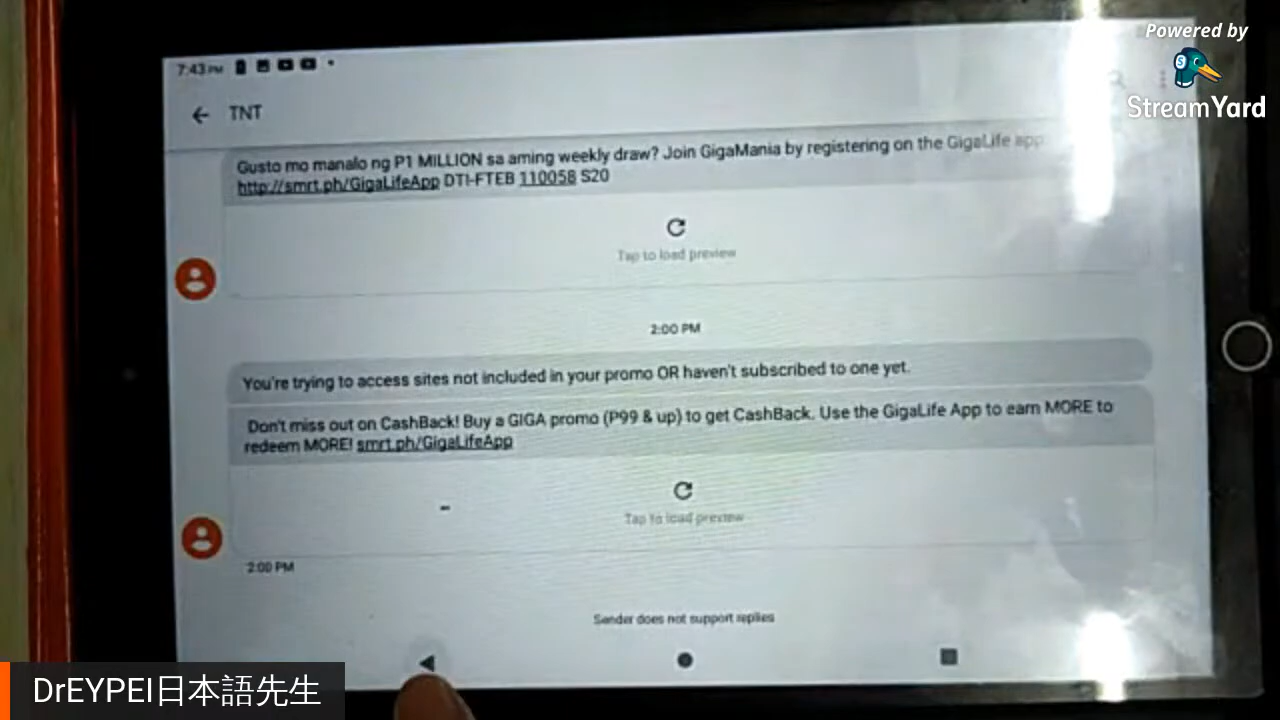 Powered by
StreamYard
7:43 PM
TNT
Gusto mo manalo ng P1 MILLION sa aming weekly draw? Join GigaMania by registering on the GigaLife app
http://smrt.ph/GigaLifeApp DTI-FTEB 110058 S20
Tap to load preview
2:00 PM
You're trying to access sites not included in your promo OR haven't subscribed to one yet.
Don't miss out on CashBack! Buy a GIGA promo (P99 & up) to get CashBack. Use the GigaLife App to earn MORE to
redeem MORE! smrt.ph/GigaLifeApp
Tap to load preview
2:00 PM
Sender does not support replies
DrEYPEI日本語先生